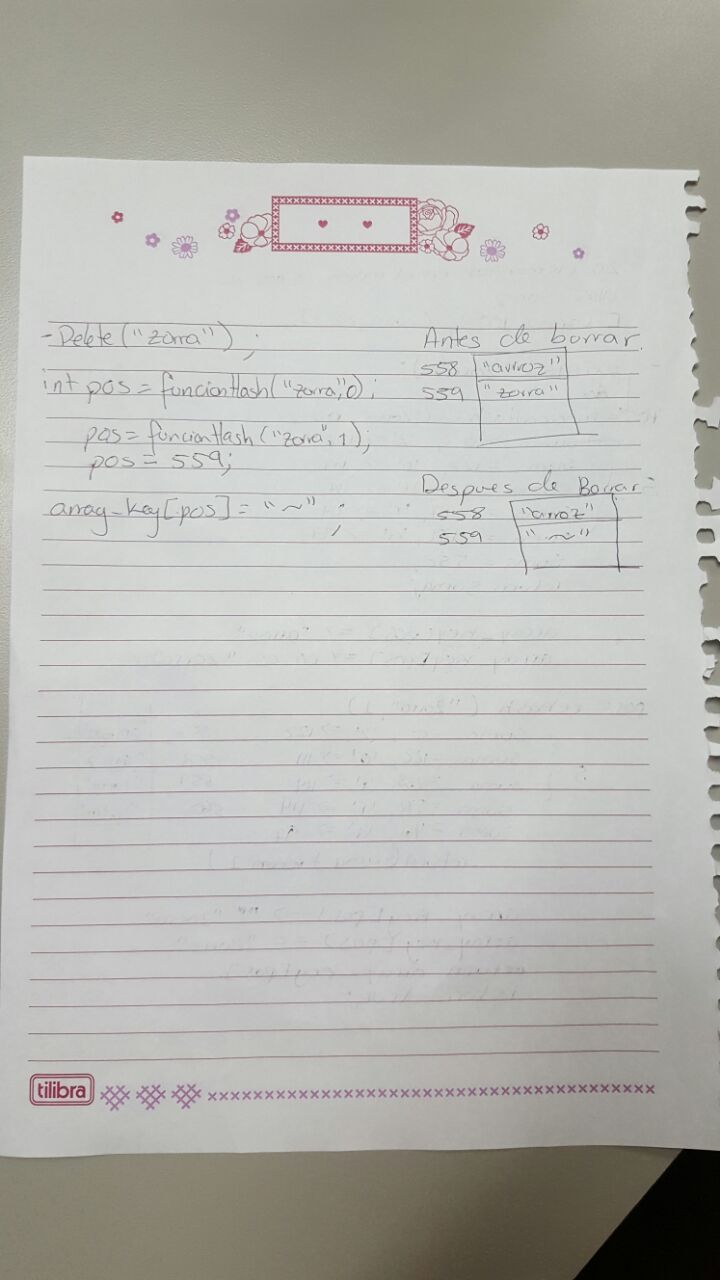 -Delete("zorra");
int pos = funcionHash("zorra",0);
pos = funcionHash("zorra",1);
pos = 559;
array_key[pos] = "~";
Antes de borrar.
558 "arroz"
559 "zorra"
Despues de Borrar
558 "arroz"
559 "~"
tilibra